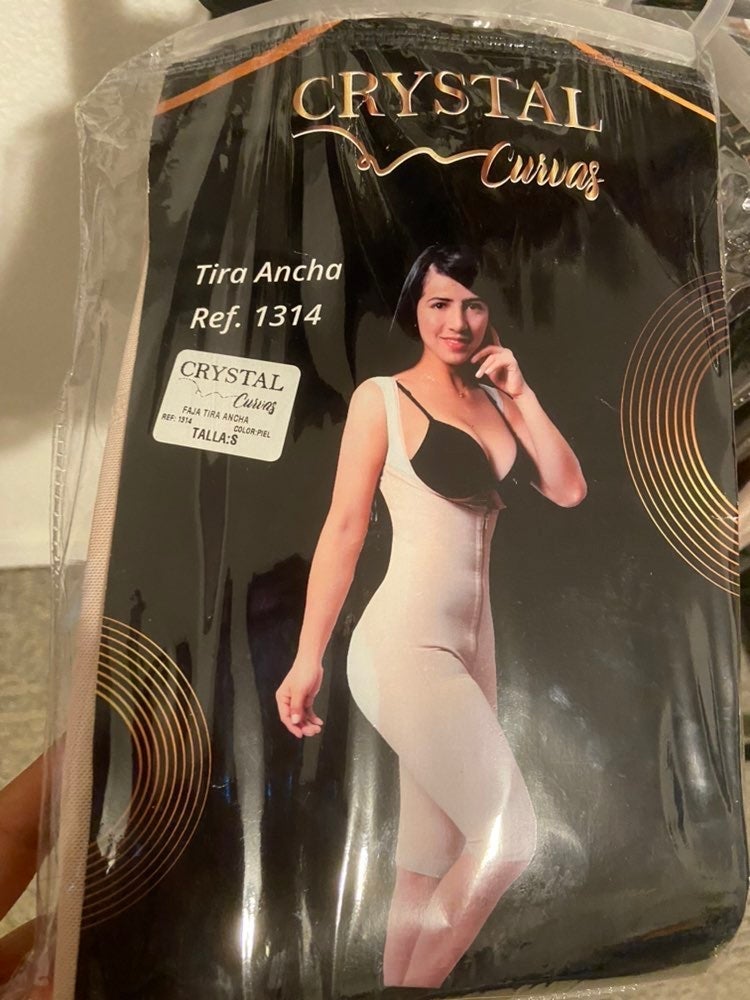 CRYSTAL
Curvas
Tira Ancha
Ref. 1314
CRYSTAL
Curvas
FAJA TIRA ANCHA
REF: 1314 COLOR:PIEL
TALLA:S